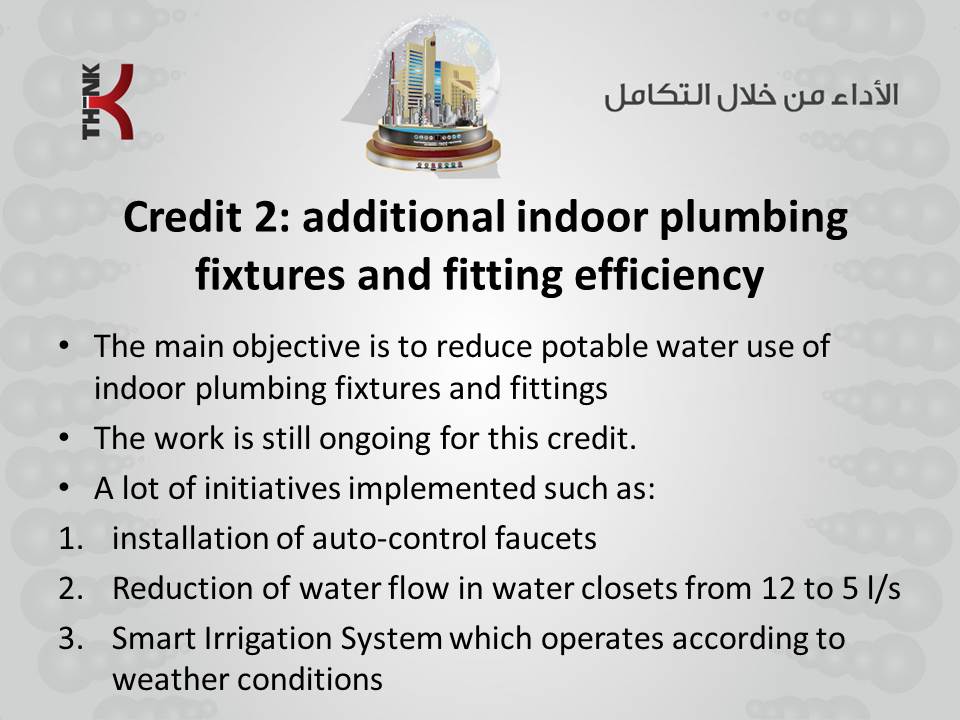 TH-NK
الأداء من خلال التكامل
Credit 2: additional indoor plumbing
fixtures and fitting efficiency
• The main objective is to reduce potable water use of
indoor plumbing fixtures and fittings
• The work is still ongoing for this credit.
• A lot of initiatives implemented such as:
1. installation of auto-control faucets
2. Reduction of water flow in water closets from 12 to 5 l/s
3. Smart Irrigation System which operates according to
weather conditions